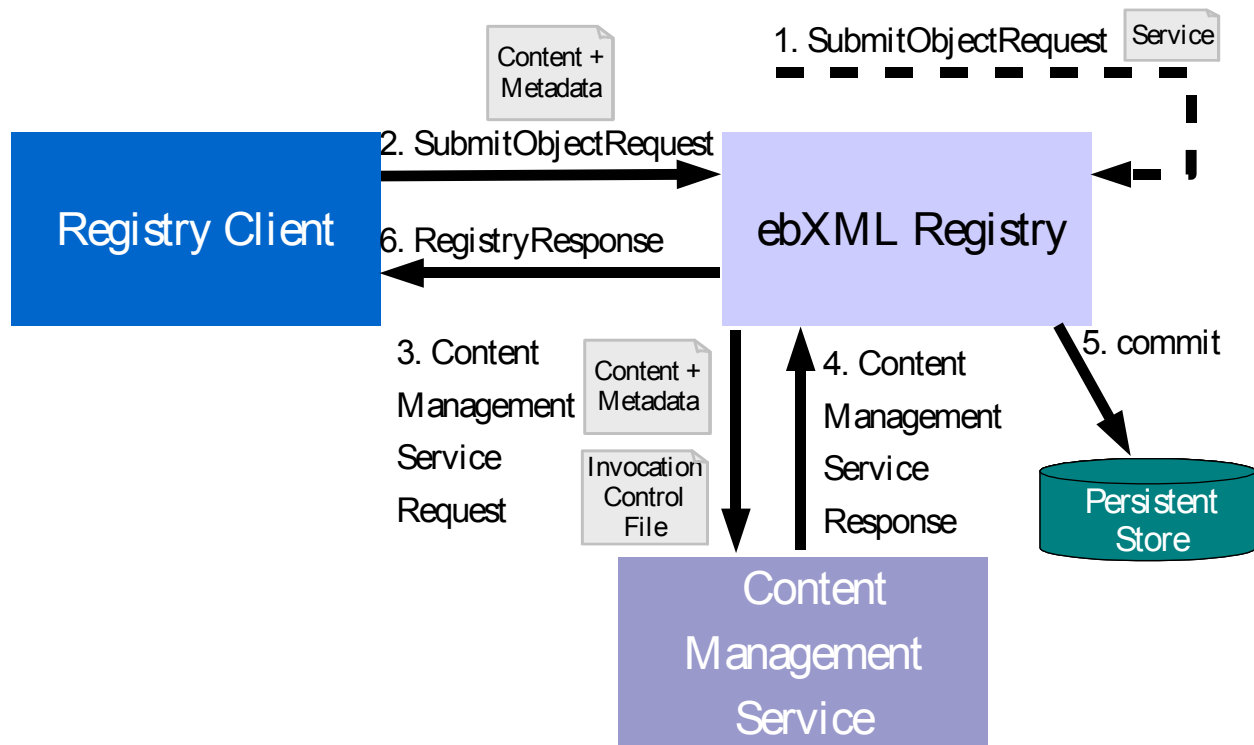 1. SubmitObjectRequest
Service
Content +
Metadata
2. SubmitObjectRequest
Registry Client
ebXML Registry
6. RegistryResponse
3. Content
Management
Service
Request
Content +
Metadata
Invocation
Control
File
4. Content
Management
Service
Response
5. commit
Persistent
Store
Content
Management
Service